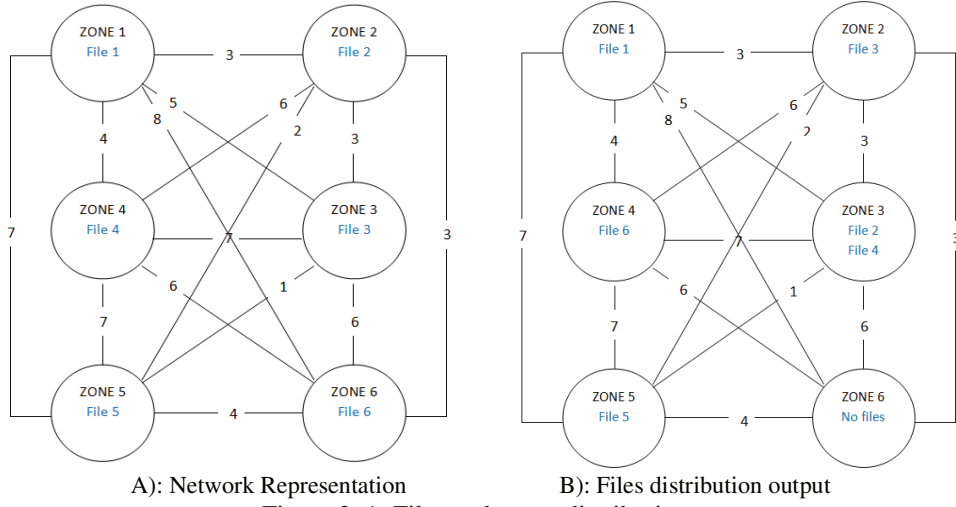 ZONE 1
File 1
3
ZONE 2
File 2
5
8
6
2
4
3
ZONE 4
File 4
ZONE 3
File 3
7
7
3
6
1
7
6
ZONE 5
File 5
4
ZONE 6
File 6
A): Network Representation
ZONE 1
File 1
3
ZONE 2
File 3
5
8
6
2
4
3
ZONE 4
File 6
ZONE 3
File 2
File 4
7
7
3
6
1
7
6
ZONE 5
File 5
4
ZONE 6
No files
B): Files distribution output